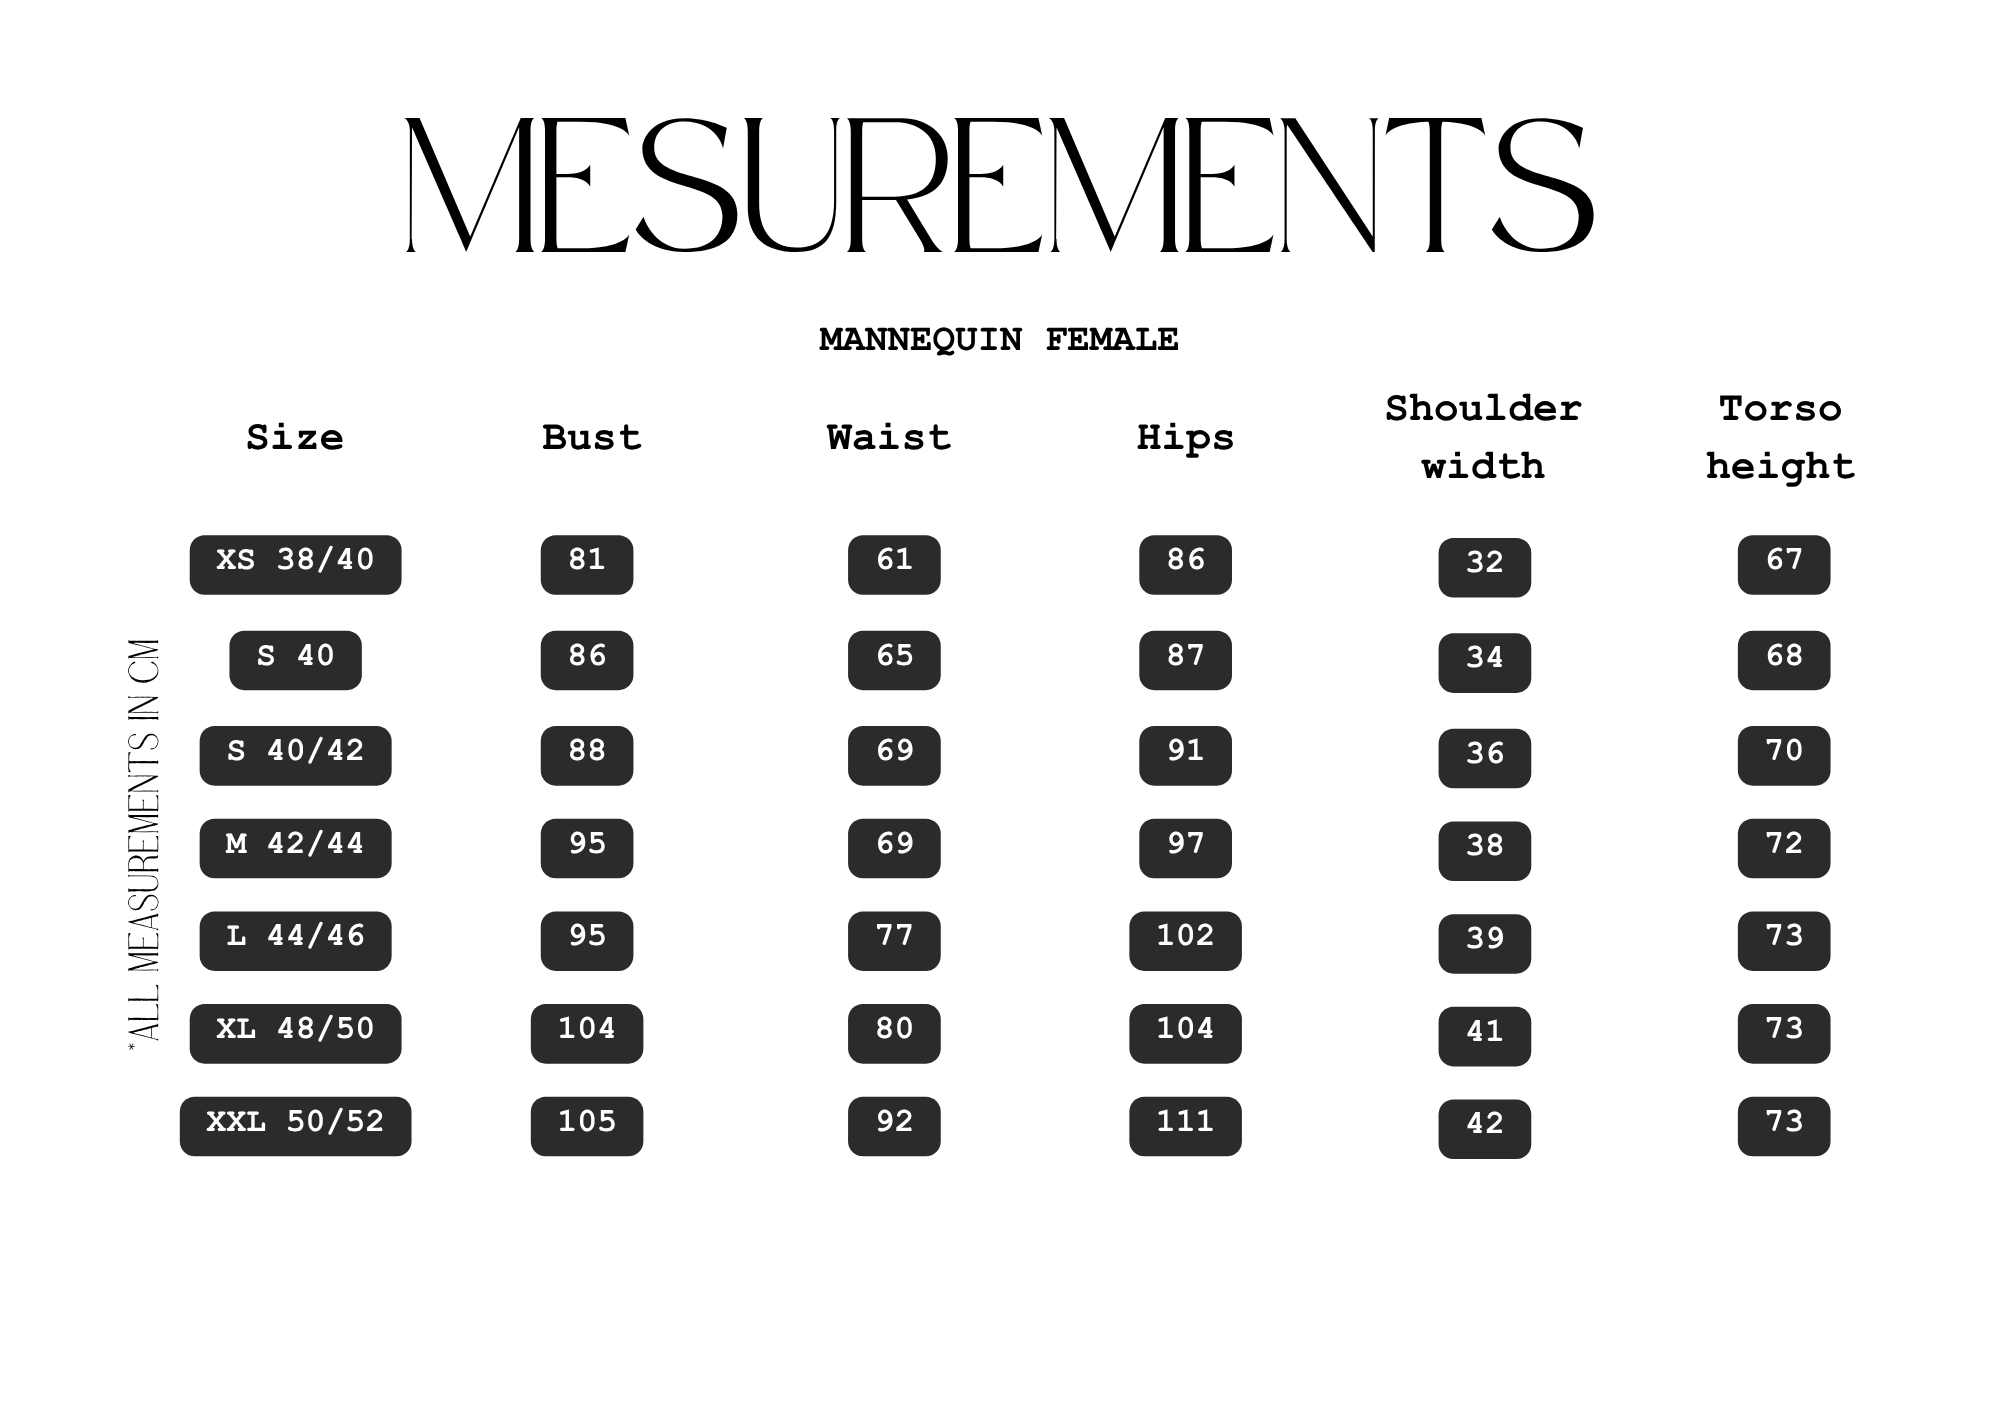 MESUREMENTS
MANNEQUIN FEMALE
Size Bust Waist Hips Shoulder width Torso height
XS 38/40 81 61 86 32 67
S 40 86 65 87 34 68
S 40/42 88 69 91 36 70
M 42/44 95 69 97 38 72
L 44/46 95 77 102 39 73
XL 48/50 104 80 104 41 73
XXL 50/52 105 92 111 42 73
*ALL MEASUREMENTS IN CM